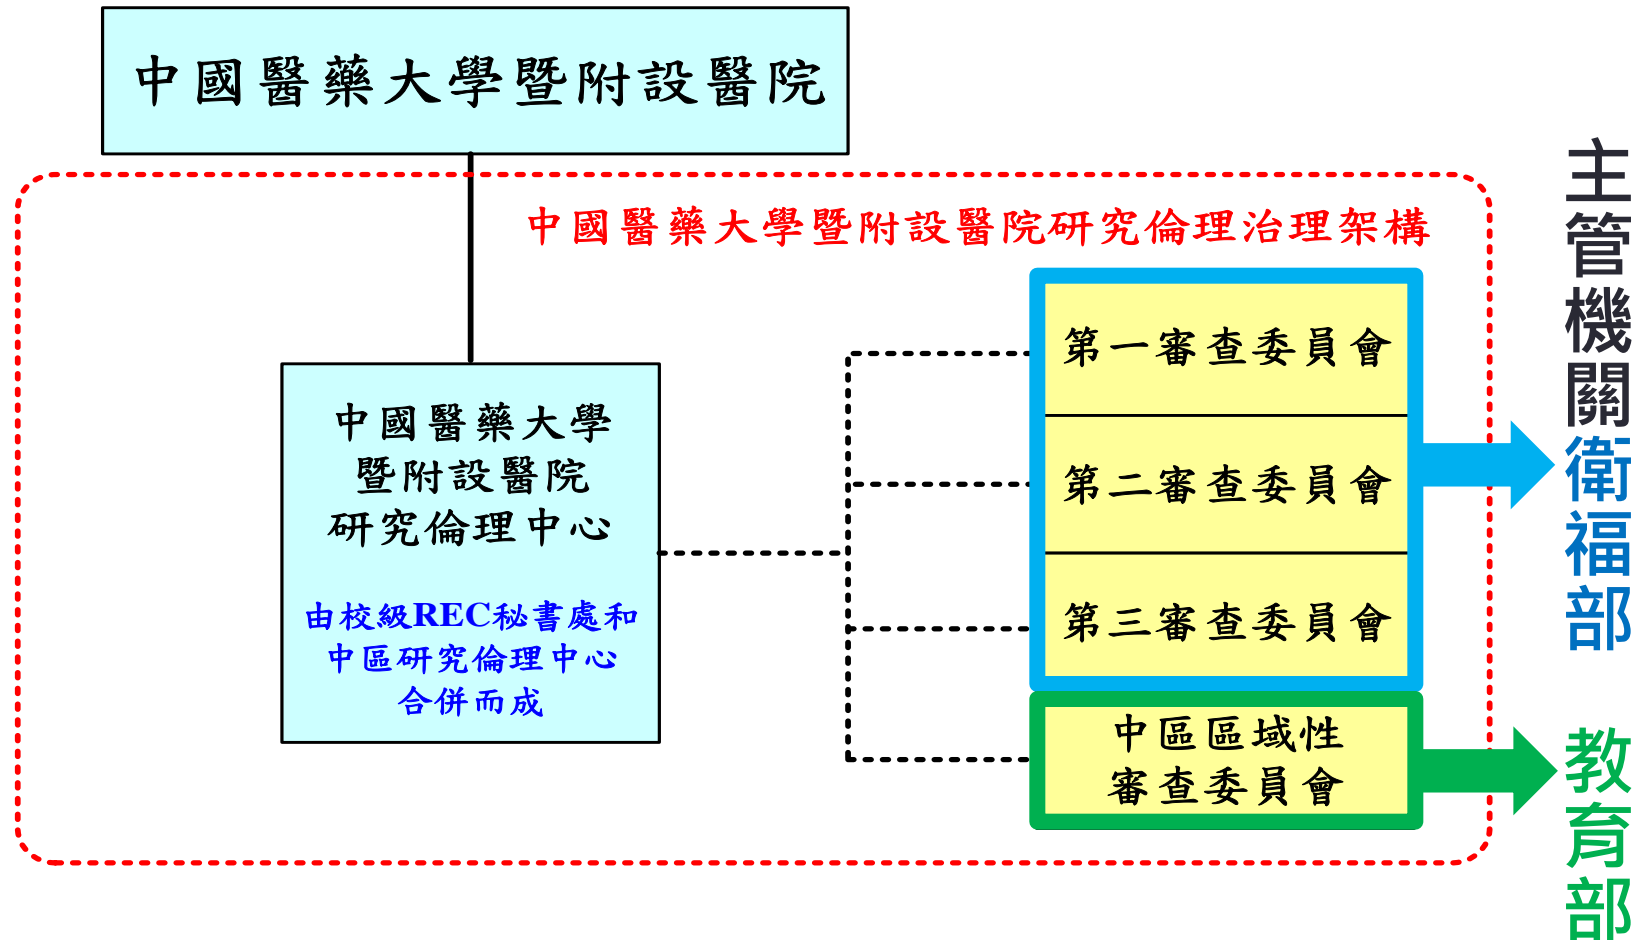 中國醫藥大學暨附設醫院
中國醫藥大學暨附設醫院研究倫理治理架構
中國醫藥大學
暨附設醫院
研究倫理中心
由校級REC秘書處和
中區研究倫理中心
合併而成
第一審查委員會
第二審查委員會
第三審查委員會
中區區域性
審查委員會
主管機關衛福部
教育部